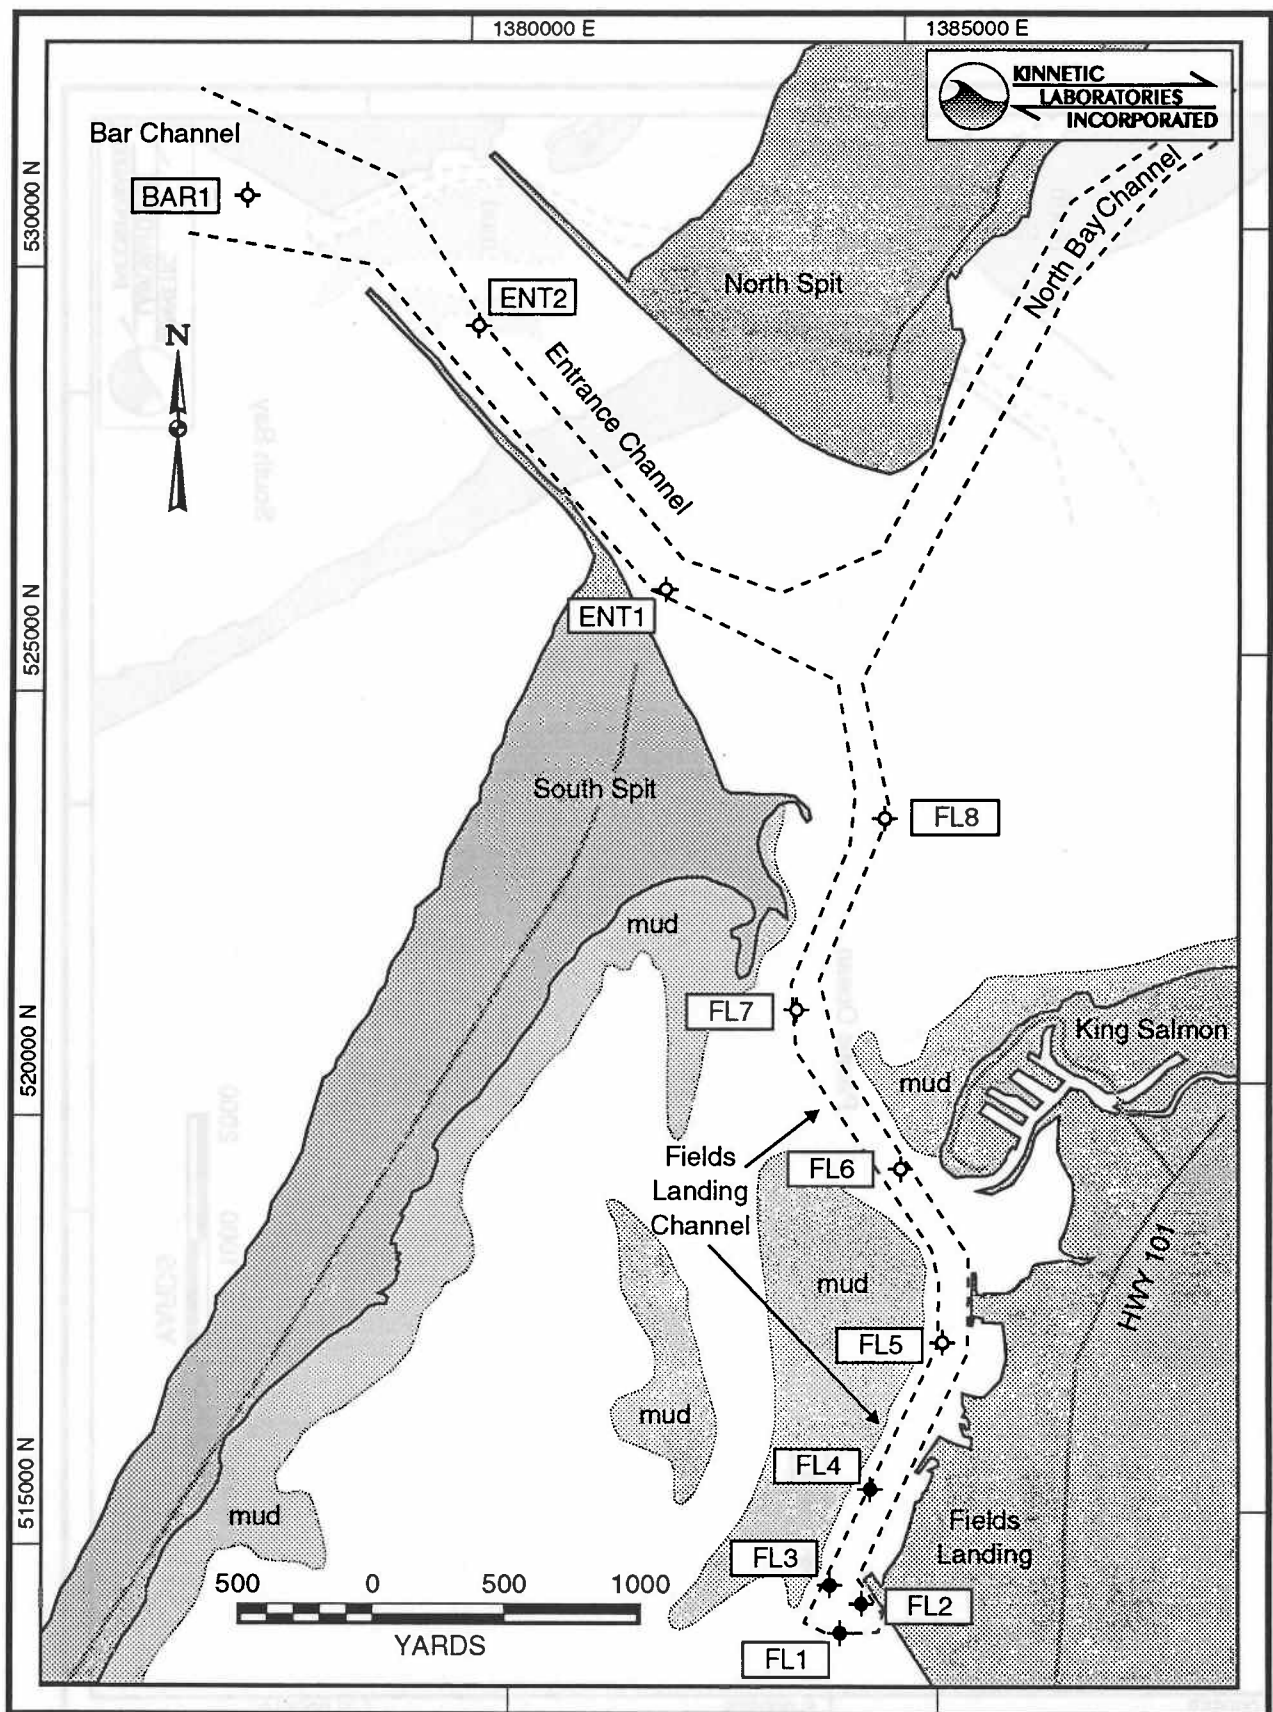 1380000 E
1385000 E
KINNETIC
LABORATORIES
INCORPORATED
Bar Channel
BAR1
530000 N
North Bay Channel
North Spit
ENT2
N
Entrance Channel
ENT1
525000 N
South Spit
FL8
mud
FL7
King Salmon
520000 N
mud
Fields
Landing
Channel
FL6
HWY 101
mud
FL5
mud
FL4
515000 N
mud
Fields
Landing
FL3
500 0 500 1000
YARDS
FL2
FL1